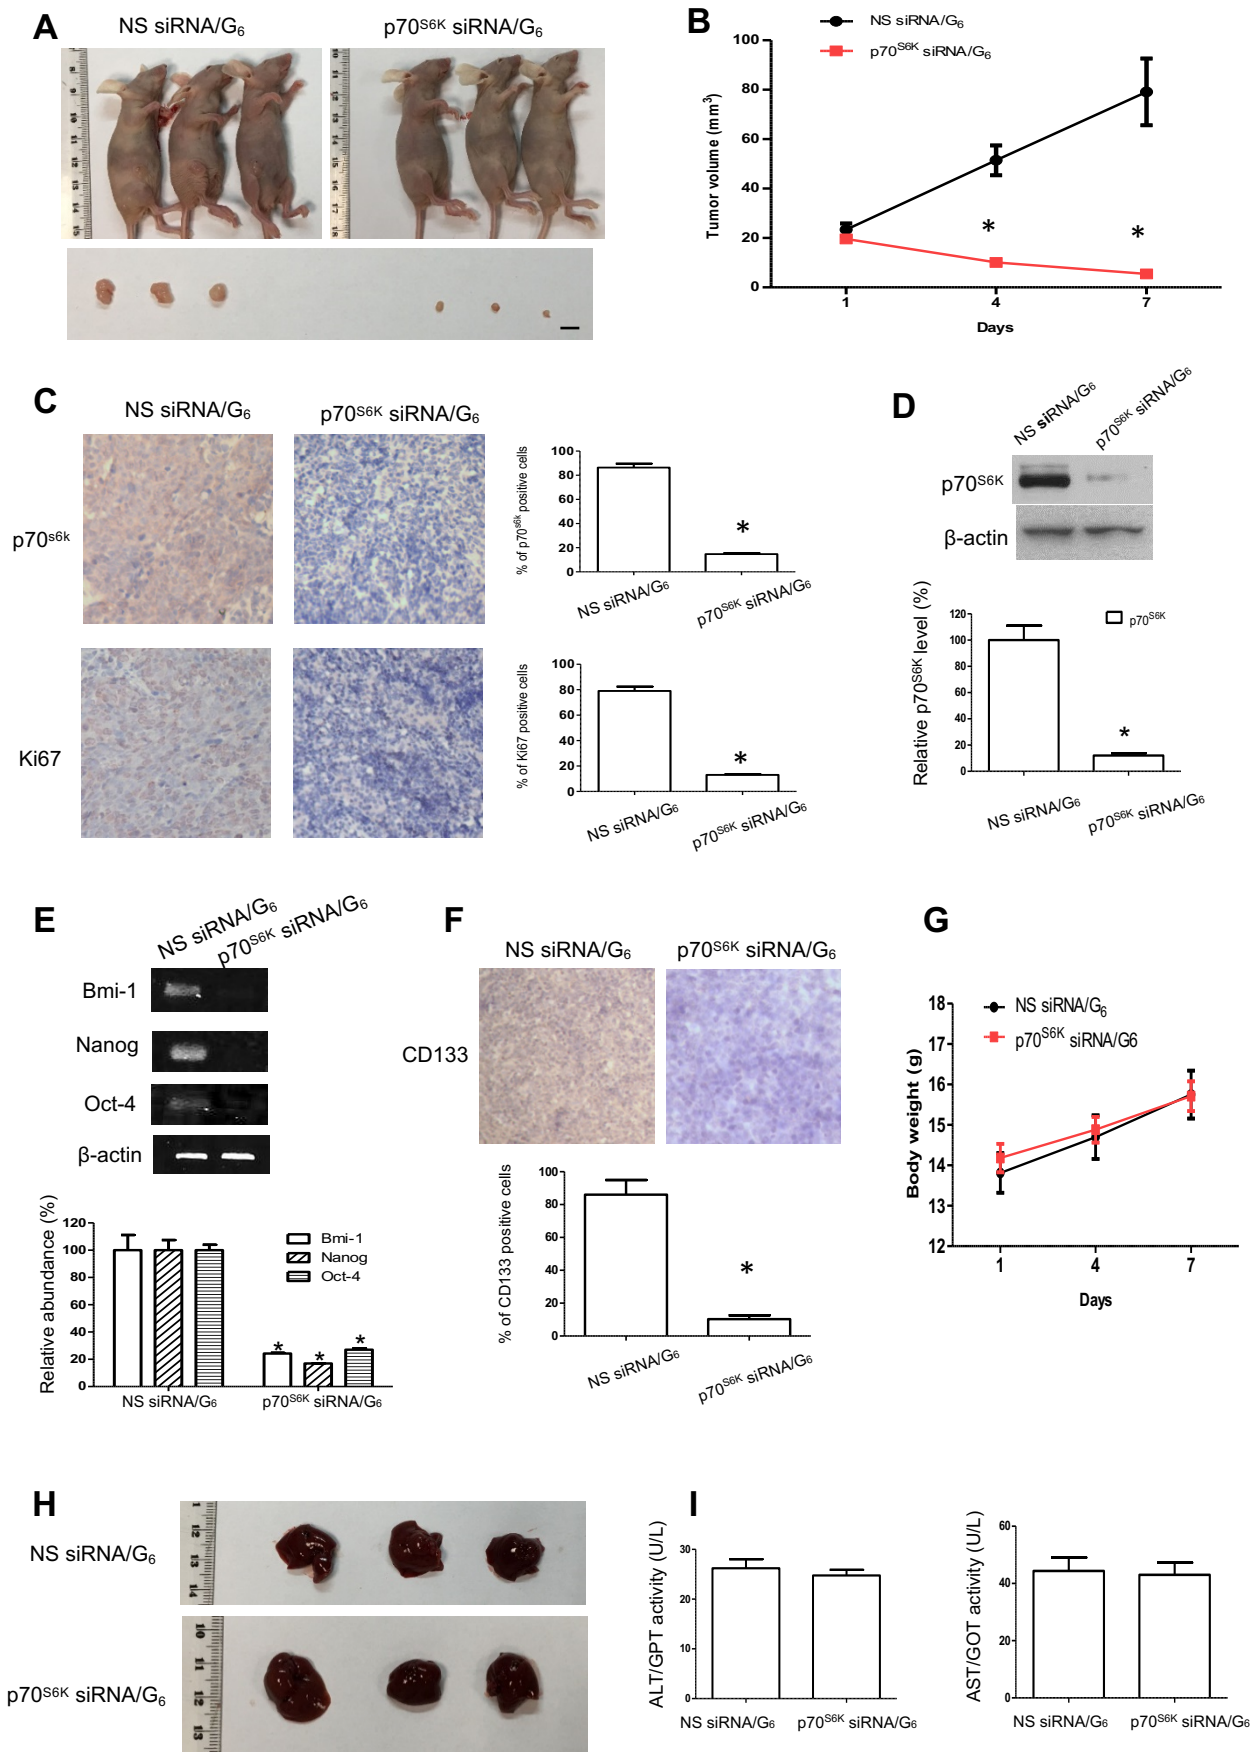 A
NS siRNA/G6
p70S6K siRNA/G6
B
NS siRNA/G6
p70S6K siRNA/G6
Tumor volume (mm3)
100
80
60
40
20
0
*
*
1 4 7
Days
C
NS siRNA/G6
p70S6K siRNA/G6
p70s6k
% of p70s6k positive cells
100
80
60
40
20
0
*
NS siRNA/G6
p70S6K siRNA/G6
Ki67
% of Ki67 positive cells
100
80
60
40
20
0
*
NS siRNA/G6
p70S6K siRNA/G6
D
NS siRNA/G6
p70S6K siRNA/G6
p70S6K
β-actin
Relative p70S6K level (%)
120
100
80
60
40
20
0
p70S6K
*
NS siRNA/G6
p70S6K siRNA/G6
E
NS siRNA/G6
p70S6K siRNA/G6
Bmi-1
Nanog
Oct-4
β-actin
Relative abundance (%)
120
100
80
60
40
20
0
Bmi-1
Nanog
Oct-4
* * *
NS siRNA/G6
p70S6K siRNA/G6
F
NS siRNA/G6
p70S6K siRNA/G6
CD133
% of CD133 positive cells
100
80
60
40
20
0
*
NS siRNA/G6
p70S6K siRNA/G6
G
NS siRNA/G6
p70S6K siRNA/G6
Body weight (g)
18
17
16
15
14
13
12
1 4 7
Days
H
NS siRNA/G6
12
13
14
p70S6K siRNA/G6
10
11
12
13
I
ALT/GPT activity (U/L)
30
20
10
0
NS siRNA/G6
p70S6K siRNA/G6
AST/GOT activity (U/L)
60
40
20
0
NS siRNA/G6
p70S6K siRNA/G6